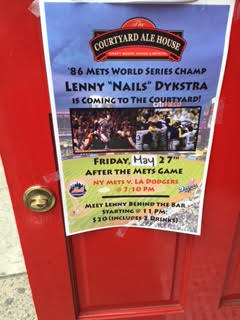 The
COURTYARD ALE HOUSE
'86 METS WORLD SERIES CHAMP
LENNY "NAILS" DYKSTRA
IS COMING TO THE COURTYARD!
FRIDAY, May 27TH
AFTER THE METS GAME
NY METS V. LA DODGERS
@ 7:10 PM
Mets
Dodgers
MEET LENNY BEHIND THE BAR
STARTING @ 11 PM:
$20 (INCLUDES 2 DRINKS)